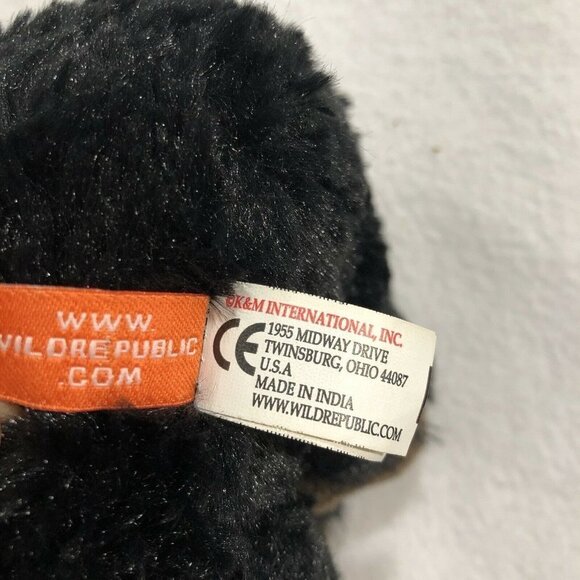 WWW.
WILDREPUBLIC
.COM
©K&M INTERNATIONAL, INC.
CE
1955 MIDWAY DRIVE
TWINSBURG, OHIO 44087
U.S.A
MADE IN INDIA
WWW.WILDREPUBLIC.COM